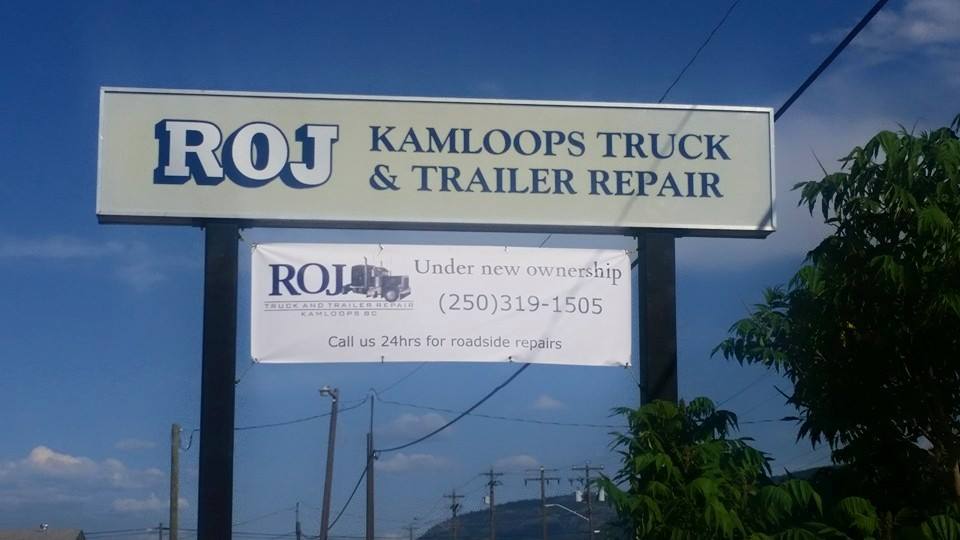 ROJ KAMLOOPS TRUCK
& TRAILER REPAIR
ROJ Under new ownership
TRUCK AND TRAILER REPAIR
KAMLOOPS BC
(250)319-1505
Call us 24hrs for roadside repairs